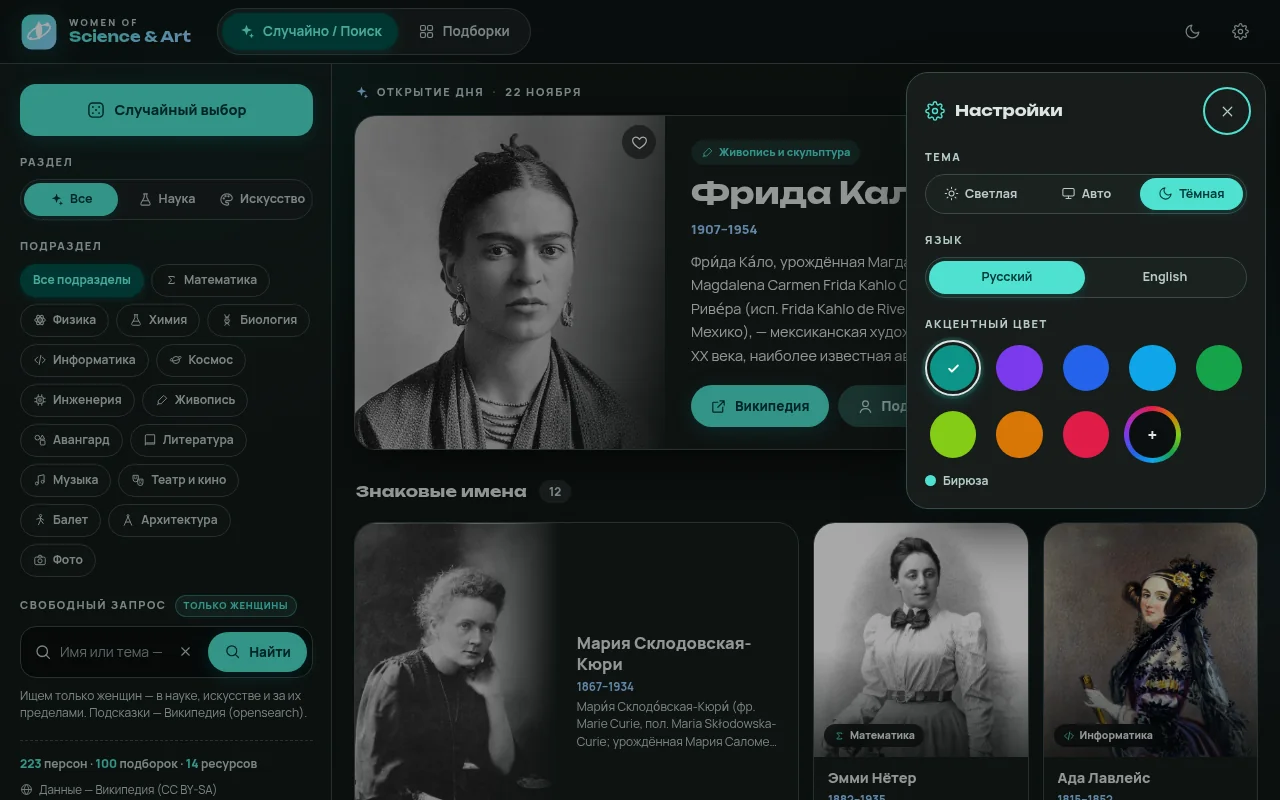 WOMEN OF
Science & Art
Случайно / Поиск
Подборки
Случайный выбор
РАЗДЕЛ
Все
Наука
Искусство
ПОДРАЗДЕЛ
Все подразделы
Математика
Физика
Химия
Биология
Информатика
Космос
Инженерия
Живопись
Авангард
Литература
Музыка
Театр и кино
Балет
Архитектура
Фото
СВОБОДНЫЙ ЗАПРОС
ТОЛЬКО ЖЕНЩИНЫ
Имя или тема —
Найти
Ищем только женщин — в науке, искусстве и за их
пределами. Подсказки — Википедия (opensearch).
223 персон · 100 подборок · 14 ресурсов
Данные — Википедия (CC BY-SA)
ОТКРЫТИЕ ДНЯ · 22 НОЯБРЯ
Живопись и скульптура
Фрида Кал
1907–1954
Фри́да Ка́ло, урождённая Магда
Magdalena Carmen Frida Kahlo C
Риве́ра (исп. Frida Kahlo de Rive
Мехико), — мексиканская худож
XX века, наиболее известная ав
Википедия
Под
Знаковые имена 12
Мария Склодовская-
Кюри
1867–1934
Мари́я Склодо́вская-Кюри́ (фр.
Marie Curie, пол. Maria Skłodowska-
Curie; урождённая Мария Саломе…
Математика
Эмми Нётер
1882–1935
Информатика
Ада Лавлейс
1815–1852
Настройки
ТЕМА
Светлая
Авто
Тёмная
ЯЗЫК
Русский
English
АКЦЕНТНЫЙ ЦВЕТ
+
Бирюза